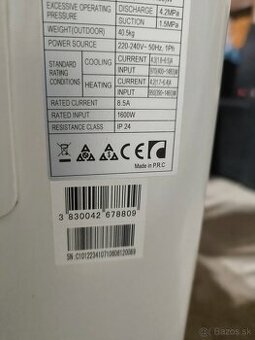 EXCESSIVE OPERATING PRESSURE DISCHARGE 4.2MPa
SUCTION 1.5MPa
WEIGHT(OUTDOOR) 40.5kg
POWER SOURCE 220-240V~ 50Hz, 1Ph
STANDARD RATING CONDITIONS
COOLING CURRENT
INPUT
HEATING CURRENT
INPUT
RATED CURRENT 8.5A
RATED INPUT 1600W
RESISTANCE CLASS IP 24
Made in P.R.C
3 830042 678809
bazos.sk